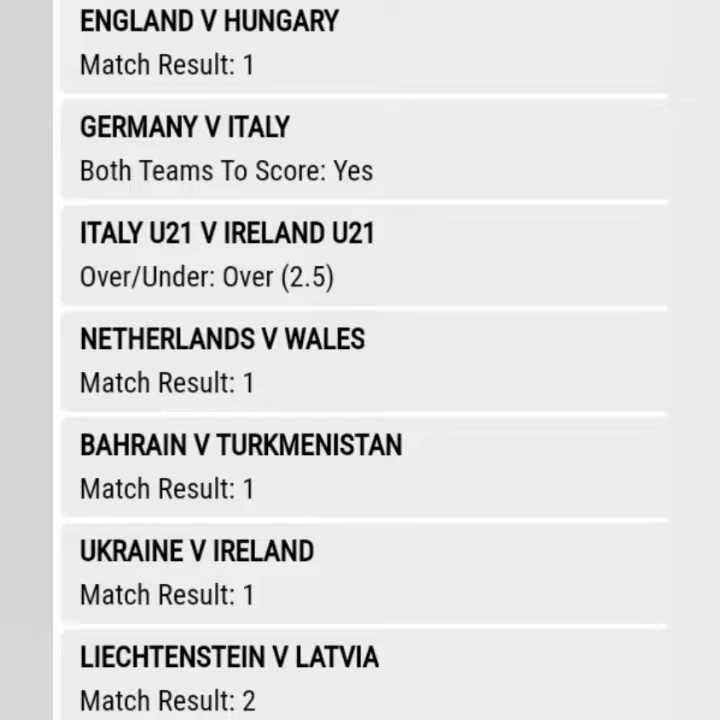 ENGLAND V HUNGARY
Match Result: 1
GERMANY V ITALY
Both Teams To Score: Yes
ITALY U21 V IRELAND U21
Over/Under: Over (2.5)
NETHERLANDS V WALES
Match Result: 1
BAHRAIN V TURKMENISTAN
Match Result: 1
UKRAINE V IRELAND
Match Result: 1
LIECHTENSTEIN V LATVIA
Match Result: 2